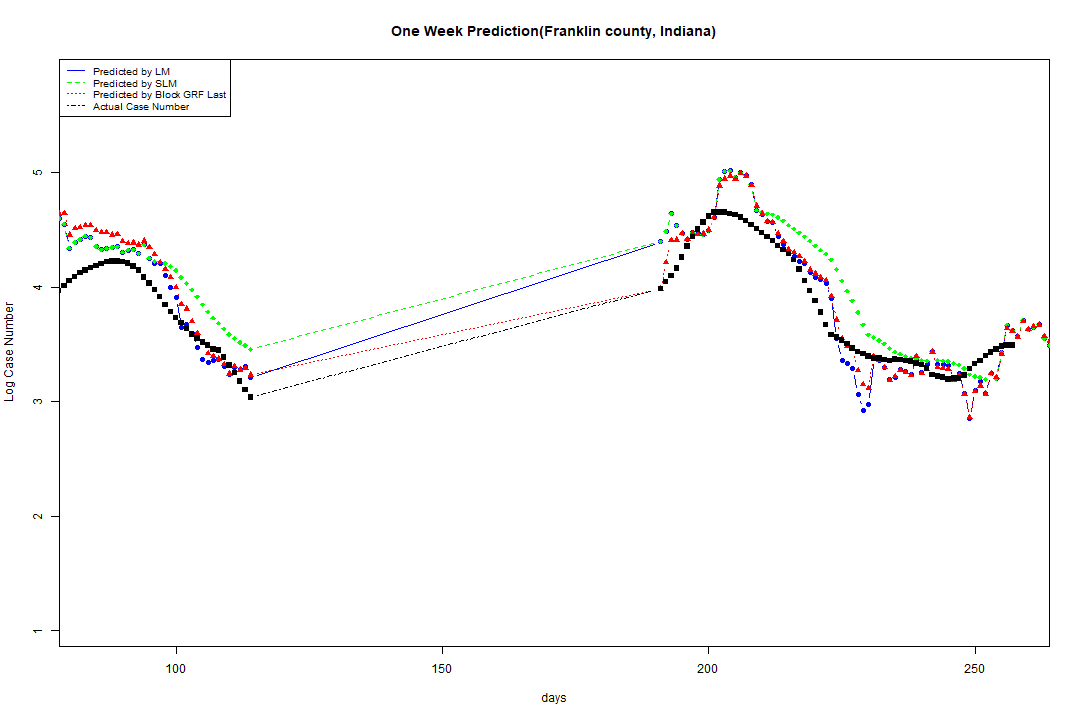 One Week Prediction(Franklin county, Indiana)
Predicted by LM
Predicted by SLM
Predicted by Block GRF Last
Actual Case Number
5
4
3
2
1
Log Case Number
100 150 200 250
days